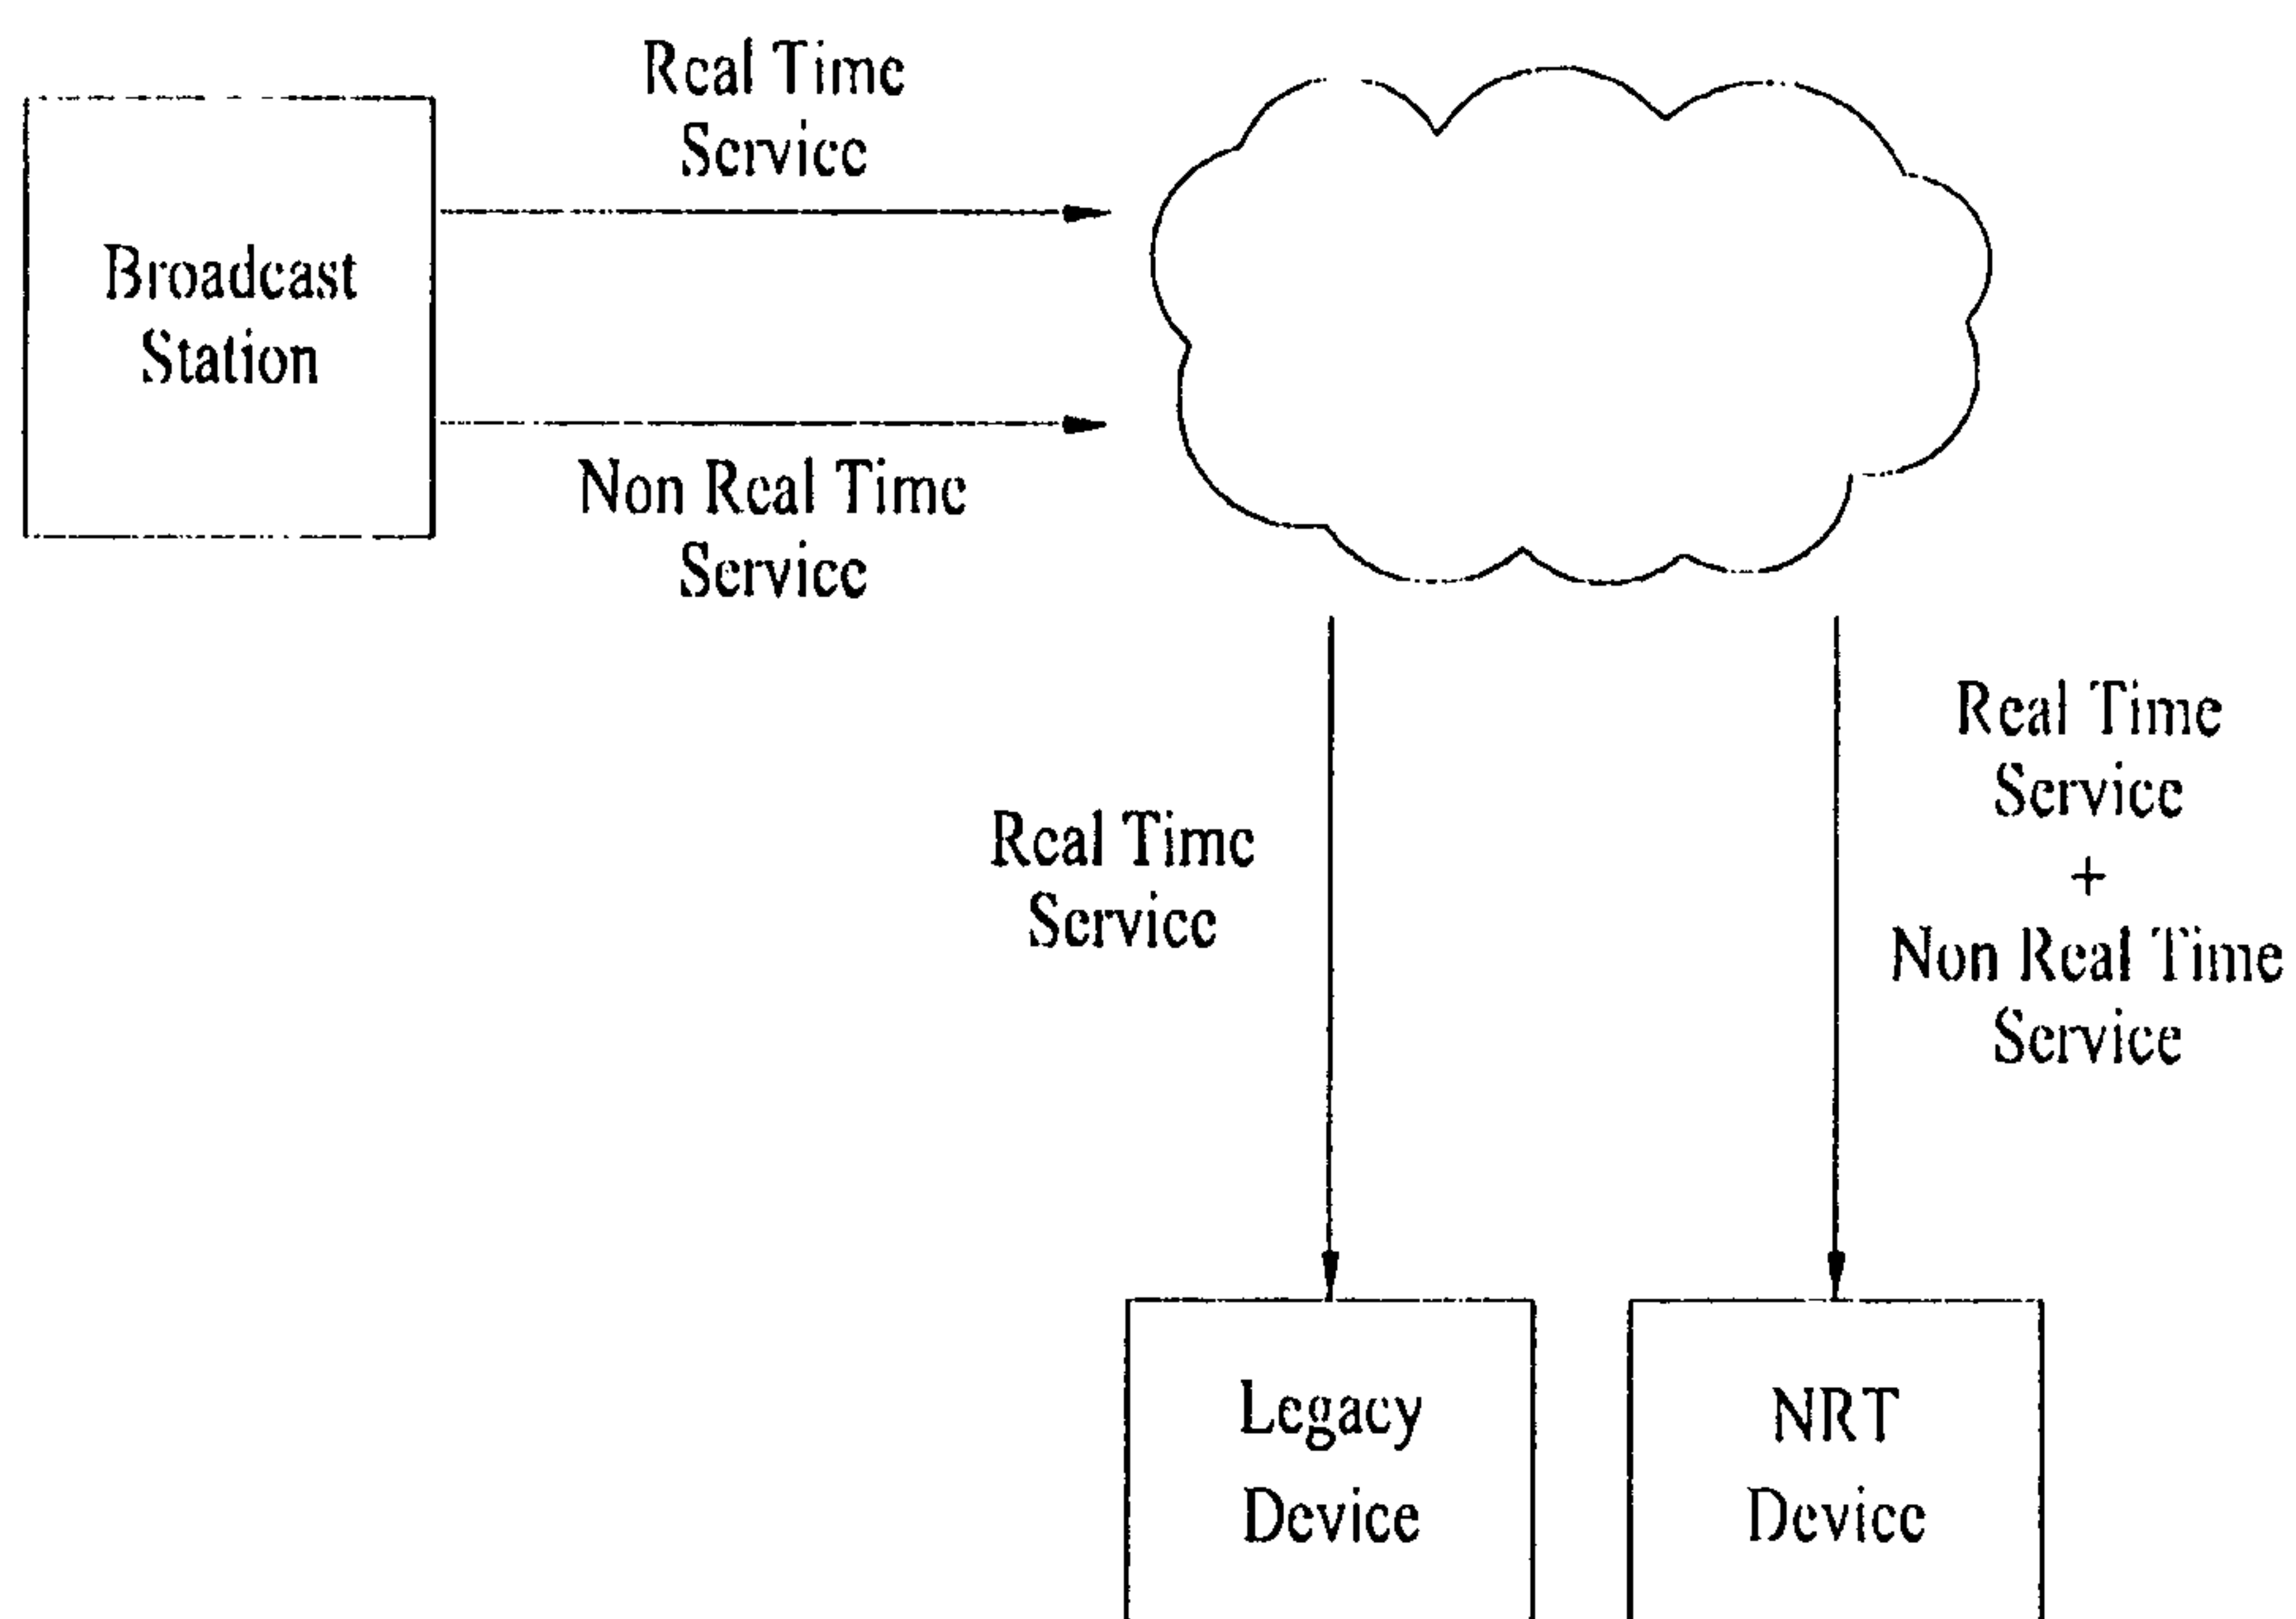 Real Time
Service
Broadcast
Station
Non Real Time
Service
Real Time
Service
Real Time
Service
+
Non Real Time
Service
Legacy
Device
NRT
Device